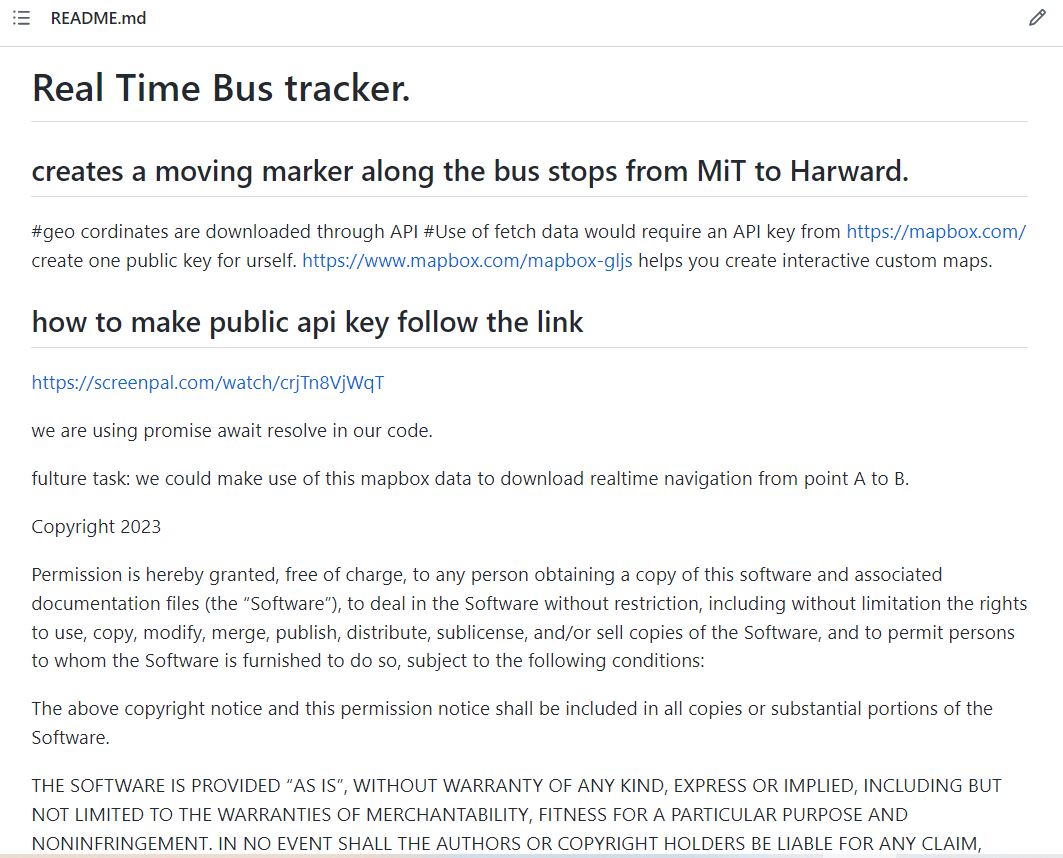 README.md
Real Time Bus tracker.
creates a moving marker along the bus stops from MiT to Harward.
#geo cordinates are downloaded through API #Use of fetch data would require an API key from https://mapbox.com/
create one public key for urself. https://www.mapbox.com/mapbox-gljs helps you create interactive custom maps.
how to make public api key follow the link
https://screenpal.com/watch/crjTn8VjWqT
we are using promise await resolve in our code.
fulture task: we could make use of this mapbox data to download realtime navigation from point A to B.
Copyright 2023
Permission is hereby granted, free of charge, to any person obtaining a copy of this software and associated
documentation files (the “Software”), to deal in the Software without restriction, including without limitation the rights
to use, copy, modify, merge, publish, distribute, sublicense, and/or sell copies of the Software, and to permit persons
to whom the Software is furnished to do so, subject to the following conditions:
The above copyright notice and this permission notice shall be included in all copies or substantial portions of the
Software.
THE SOFTWARE IS PROVIDED “AS IS”, WITHOUT WARRANTY OF ANY KIND, EXPRESS OR IMPLIED, INCLUDING BUT
NOT LIMITED TO THE WARRANTIES OF MERCHANTABILITY, FITNESS FOR A PARTICULAR PURPOSE AND
NONINFRINGEMENT. IN NO EVENT SHALL THE AUTHORS OR COPYRIGHT HOLDERS BE LIABLE FOR ANY CLAIM,